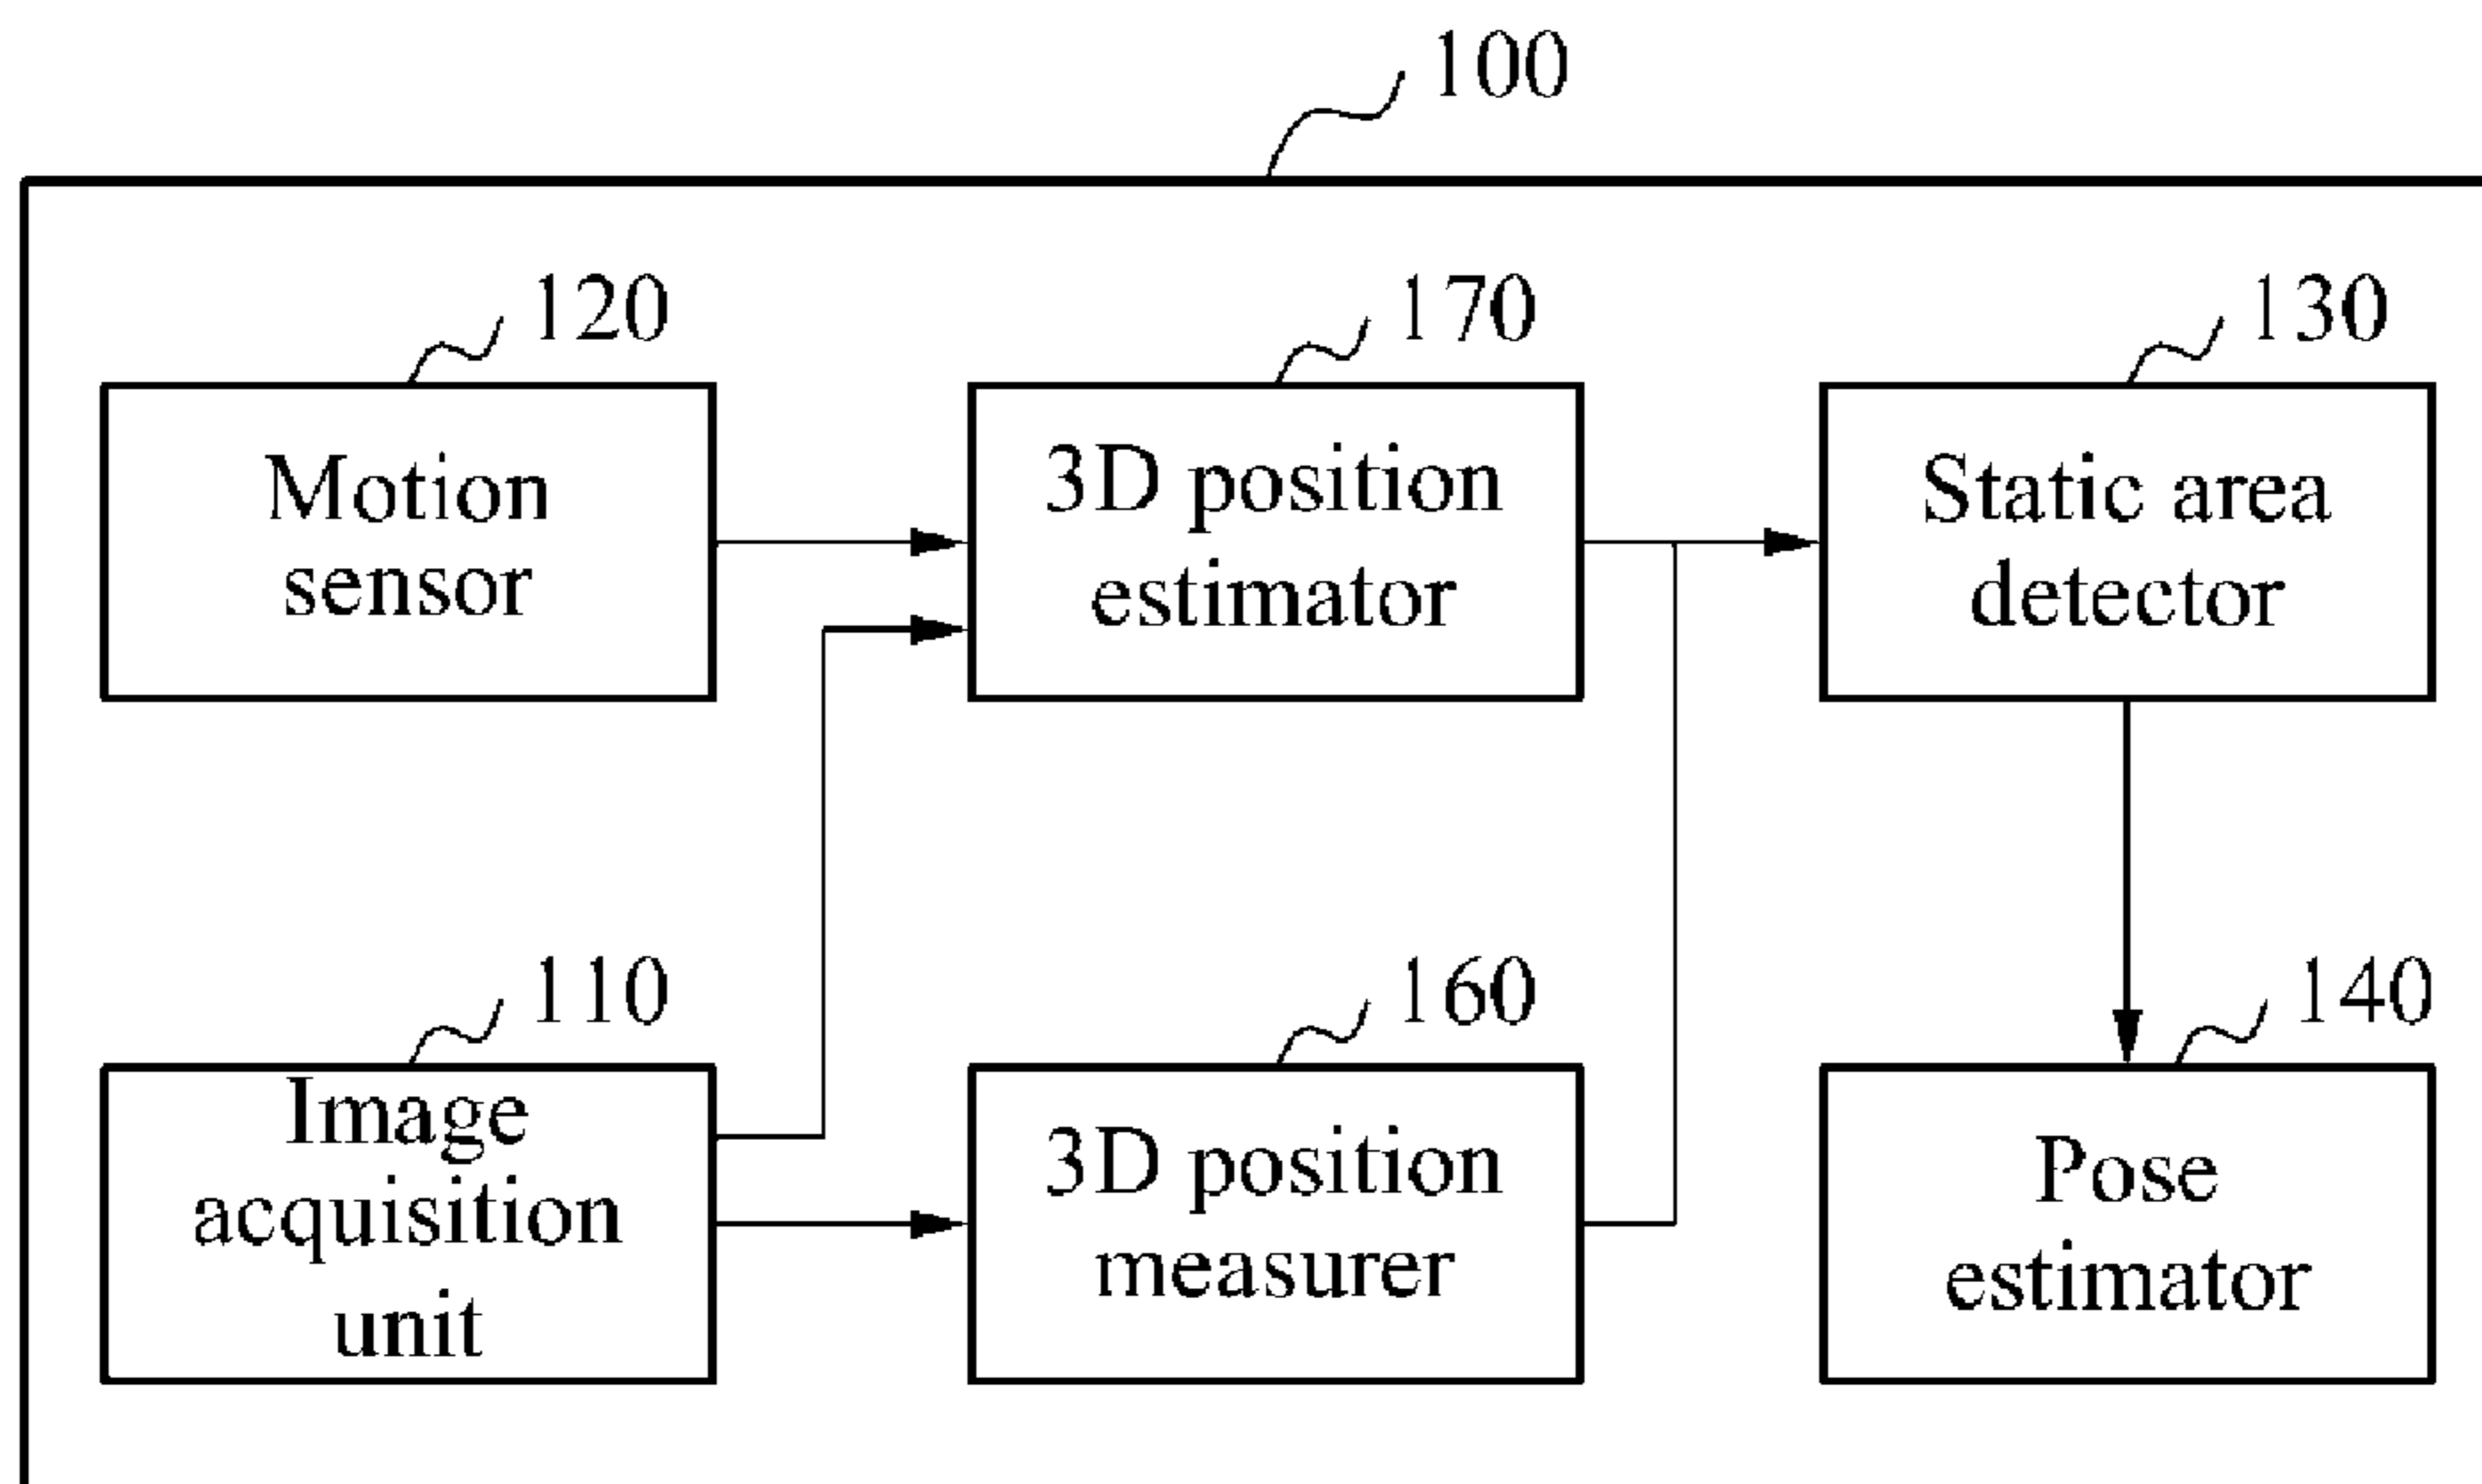 100
120
170
130
Motion
sensor
3D position
estimator
Static area
detector
110
160
140
Image
acquisition
unit
3D position
measurer
Pose
estimator